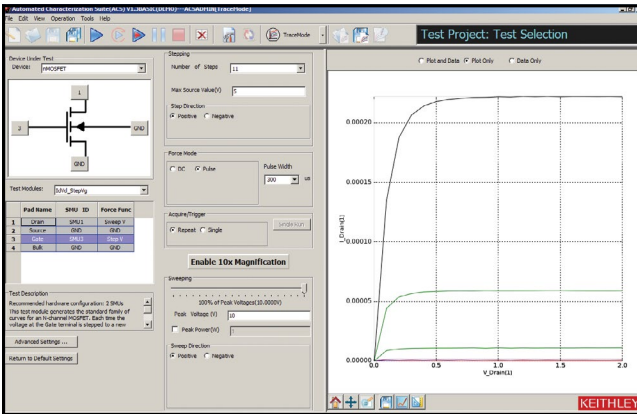 Automated Characterization Suite(ACS) V1.3BASIC(DEMO)---ACSADMIN(TraceMode)
File Edit View Operation Tools Help
TraceMode
Test Project: Test Selection
Device Under Test
Device: nMOSFET
1
3
GND
GND
Test Modules: IdVd_StepVg
Pad Name SMU ID Force Func
1 Drain SMU1 Sweep V
2 Source GND GND
3 Gate SMU3 Step V
4 Bulk GND GND
Test Description
Recommended hardware configuration: 2 SMUs
This test module generates the standard family of
curves for an N-channel MOSFET. Each time the
voltage at the Gate terminal is stepped to a new
Advanced Settings ...
Return to Default Settings
Stepping
Number of Steps 11
Max Source Value(V) 5
Step Direction
Positive Negative
Force Mode
DC Pulse
Pulse Width
300 us
Acquire/Trigger
Repeat Single
Single Run
Enable 10x Magnification
Sweeping
100% of Peak Voltages(10.0000V)
Peak Voltage (V) 10
Peak Power(W)
Sweep Direction
Positive Negative
Plot and Data Plot Only Data Only
0.00020
0.00015
0.00010
0.00005
0.00000
I_Drain(1)
0.0 0.5 1.0 1.5 2.0
V_Drain(1)
KEITHLEY